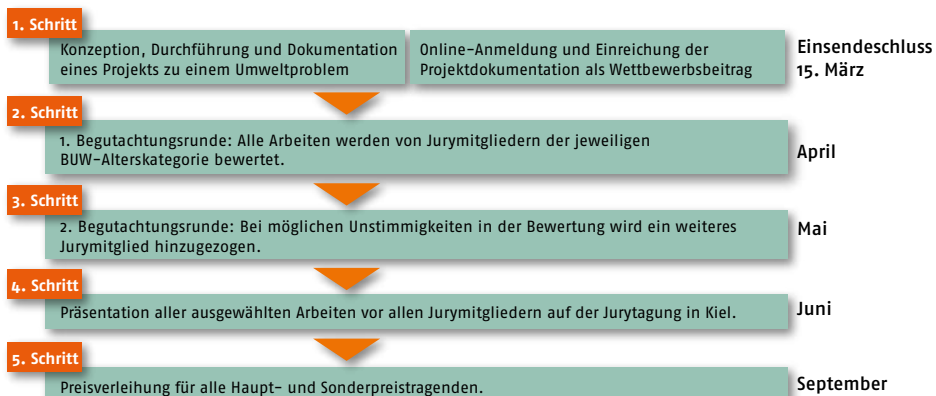 1. Schritt
Konzeption, Durchführung und Dokumentation
eines Projekts zu einem Umweltproblem
Online-Anmeldung und Einreichung der
Projektdokumentation als Wettbewerbsbeitrag
Einsendeschluss
15. März
2. Schritt
1. Begutachtungsrunde: Alle Arbeiten werden von Jurymitgliedern der jeweiligen
BUW-Alterskategorie bewertet.
April
3. Schritt
2. Begutachtungsrunde: Bei möglichen Unstimmigkeiten in der Bewertung wird ein weiteres
Jurymitglied hinzugezogen.
Mai
4. Schritt
Präsentation aller ausgewählten Arbeiten vor allen Jurymitgliedern auf der Jurytagung in Kiel.
Juni
5. Schritt
Preisverleihung für alle Haupt- und Sonderpreistragenden.
September